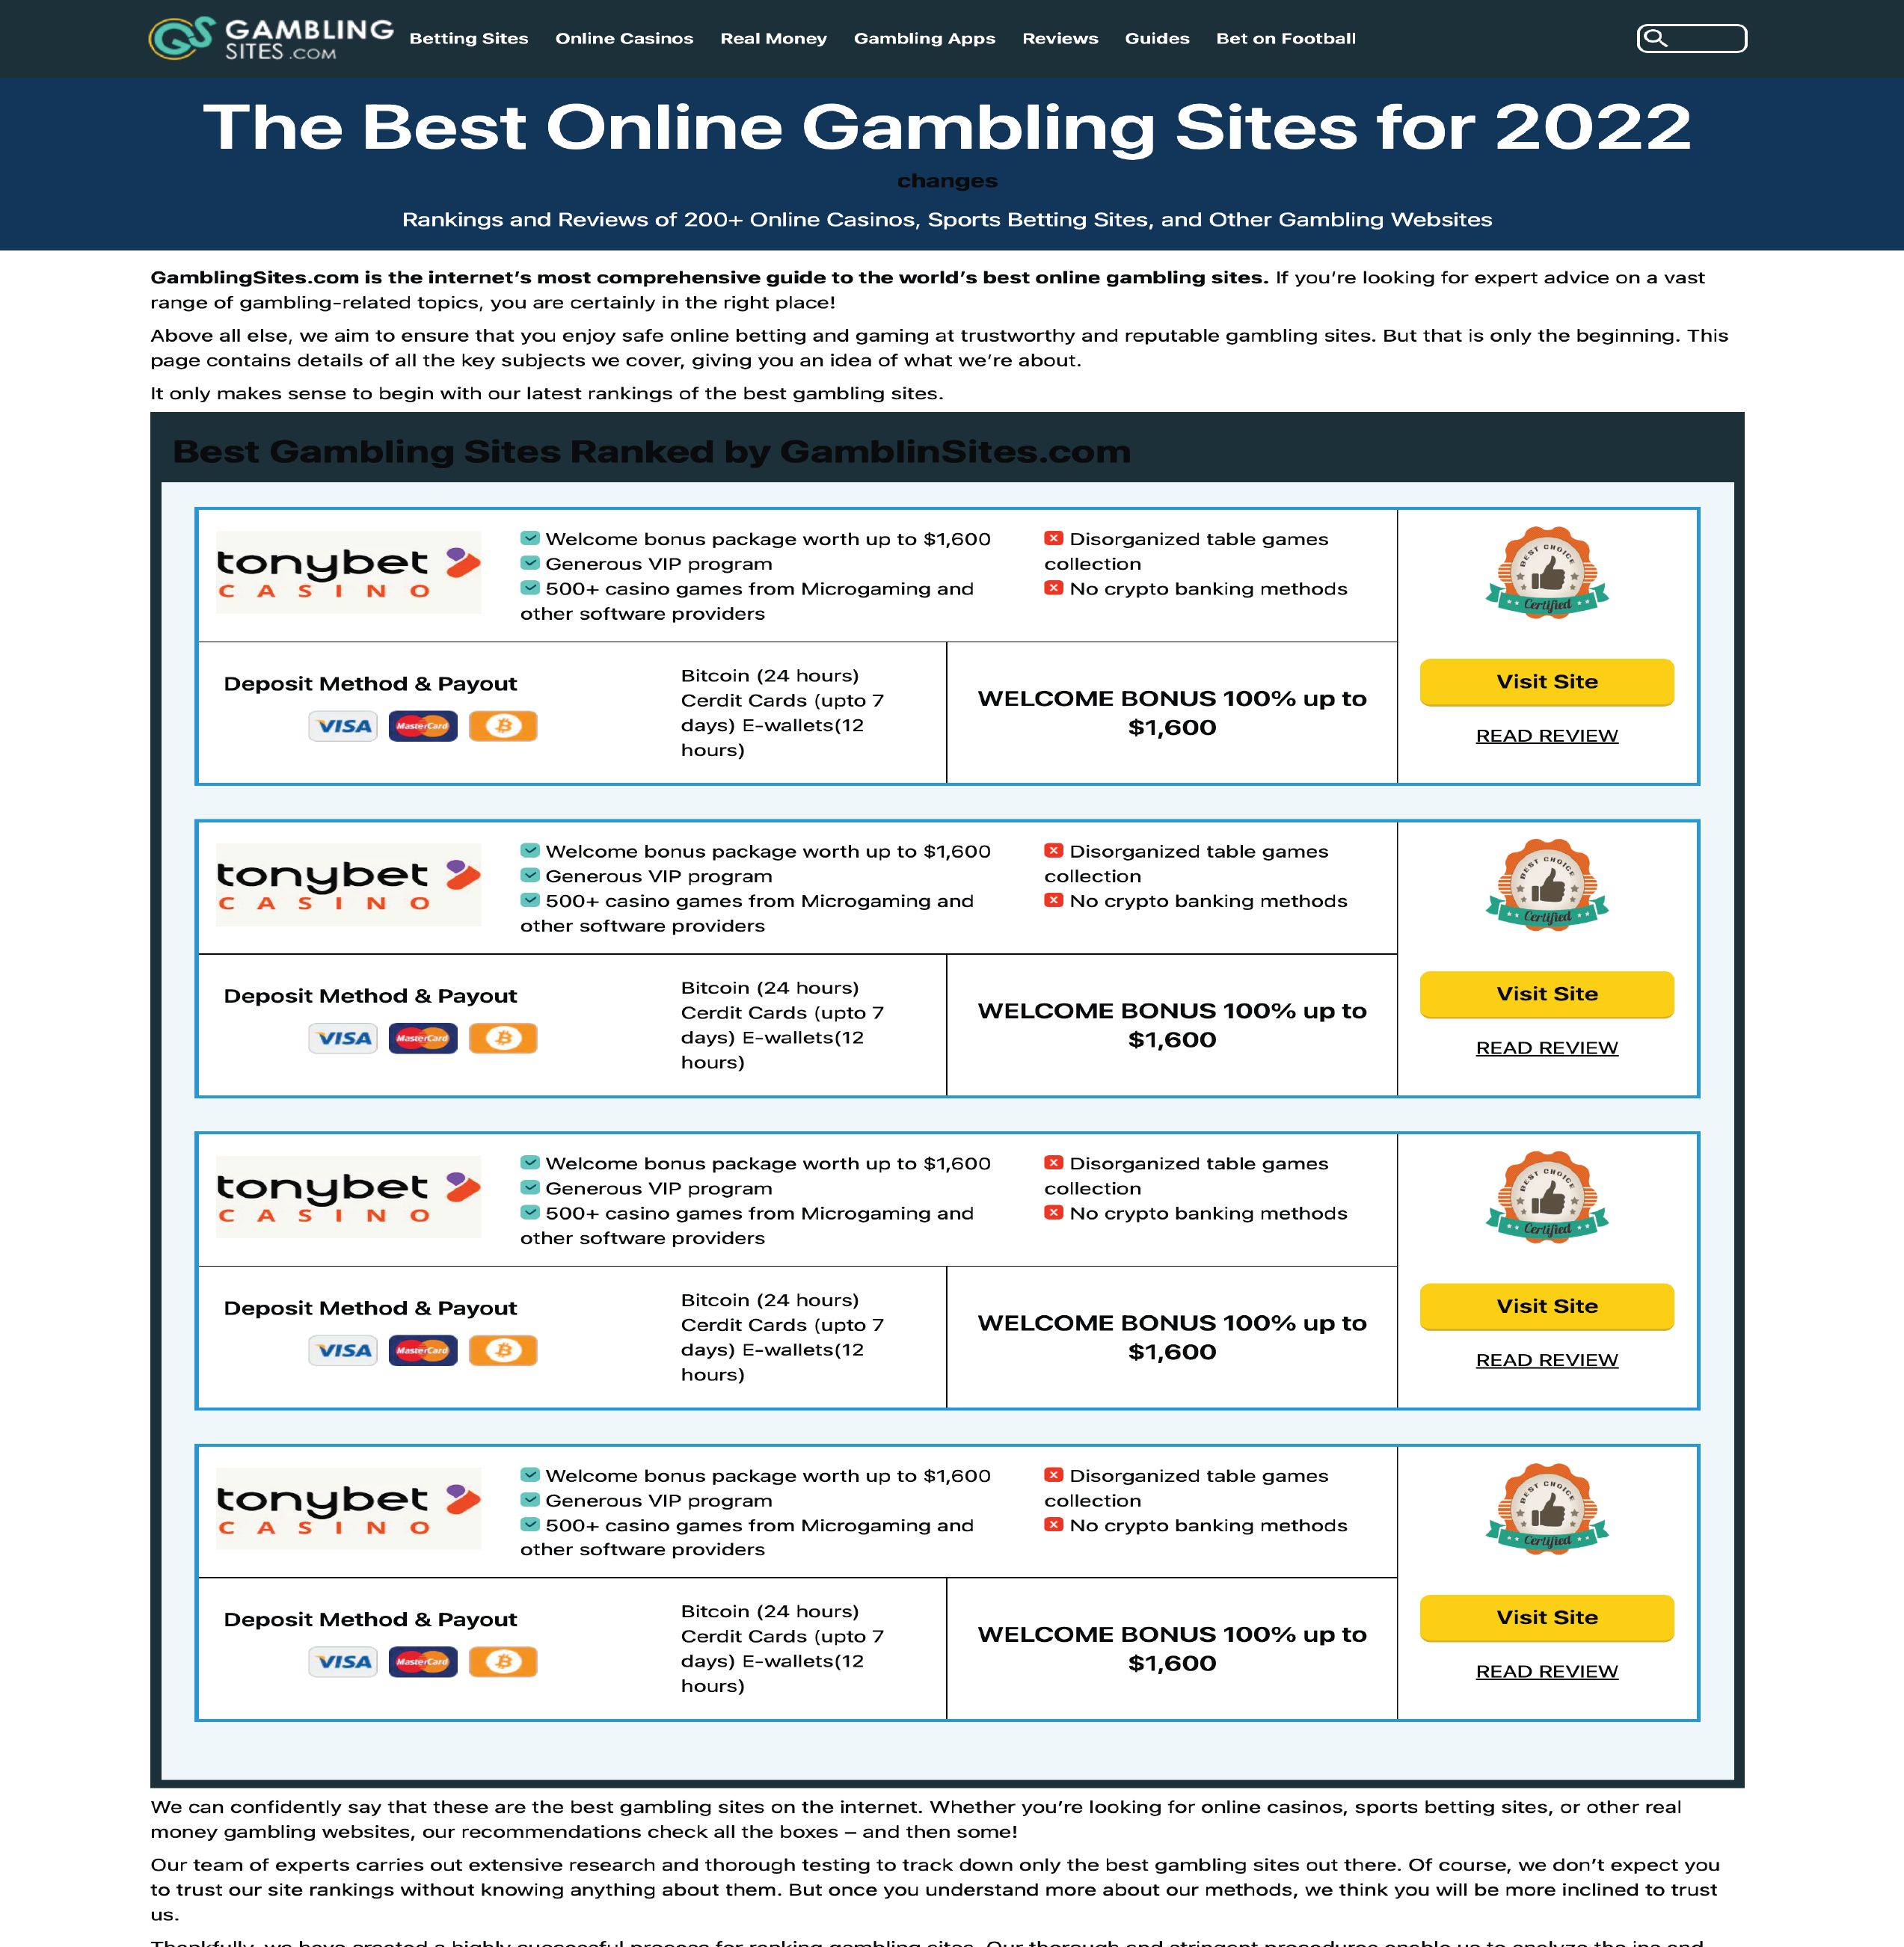 GS GAMBLING
SITES.COM
Betting Sites Online Casinos Real Money Gambling Apps Reviews Guides Bet on Football
The Best Online Gambling Sites for 2022
changes
Rankings and Reviews of 200+ Online Casinos, Sports Betting Sites, and Other Gambling Websites
GamblingSites.com is the internet’s most comprehensive guide to the world’s best online gambling sites. If you’re looking for expert advice on a vast
range of gambling-related topics, you are certainly in the right place!
Above all else, we aim to ensure that you enjoy safe online betting and gaming at trustworthy and reputable gambling sites. But that is only the beginning. This
page contains details of all the key subjects we cover, giving you an idea of what we’re about.
It only makes sense to begin with our latest rankings of the best gambling sites.
Best Gambling Sites Ranked by GamblinSites.com
tonybet
CASINO
Welcome bonus package worth up to $1,600
Generous VIP program
500+ casino games from Microgaming and
other software providers
Disorganized table games
collection
No crypto banking methods
BEST CHOICE
Certified
Deposit Method & Payout
VISA MasterCard
Bitcoin (24 hours)
Cerdit Cards (upto 7
days) E-wallets(12
hours)
WELCOME BONUS 100% up to
$1,600
Visit Site
READ REVIEW
tonybet
CASINO
Welcome bonus package worth up to $1,600
Generous VIP program
500+ casino games from Microgaming and
other software providers
Disorganized table games
collection
No crypto banking methods
BEST CHOICE
Certified
Deposit Method & Payout
VISA MasterCard
Bitcoin (24 hours)
Cerdit Cards (upto 7
days) E-wallets(12
hours)
WELCOME BONUS 100% up to
$1,600
Visit Site
READ REVIEW
tonybet
CASINO
Welcome bonus package worth up to $1,600
Generous VIP program
500+ casino games from Microgaming and
other software providers
Disorganized table games
collection
No crypto banking methods
BEST CHOICE
Certified
Deposit Method & Payout
VISA MasterCard
Bitcoin (24 hours)
Cerdit Cards (upto 7
days) E-wallets(12
hours)
WELCOME BONUS 100% up to
$1,600
Visit Site
READ REVIEW
tonybet
CASINO
Welcome bonus package worth up to $1,600
Generous VIP program
500+ casino games from Microgaming and
other software providers
Disorganized table games
collection
No crypto banking methods
BEST CHOICE
Certified
Deposit Method & Payout
VISA MasterCard
Bitcoin (24 hours)
Cerdit Cards (upto 7
days) E-wallets(12
hours)
WELCOME BONUS 100% up to
$1,600
Visit Site
READ REVIEW
We can confidently say that these are the best gambling sites on the internet. Whether you’re looking for online casinos, sports betting sites, or other real
money gambling websites, our recommendations check all the boxes – and then some!
Our team of experts carries out extensive research and thorough testing to track down only the best gambling sites out there. Of course, we don’t expect you
to trust our site rankings without knowing anything about them. But once you understand more about our methods, we think you will be more inclined to trust
us.
Thankfully, we have created a highly successful process for ranking gambling sites. Our thorough and stringent procedures enable us to analyze the ins and